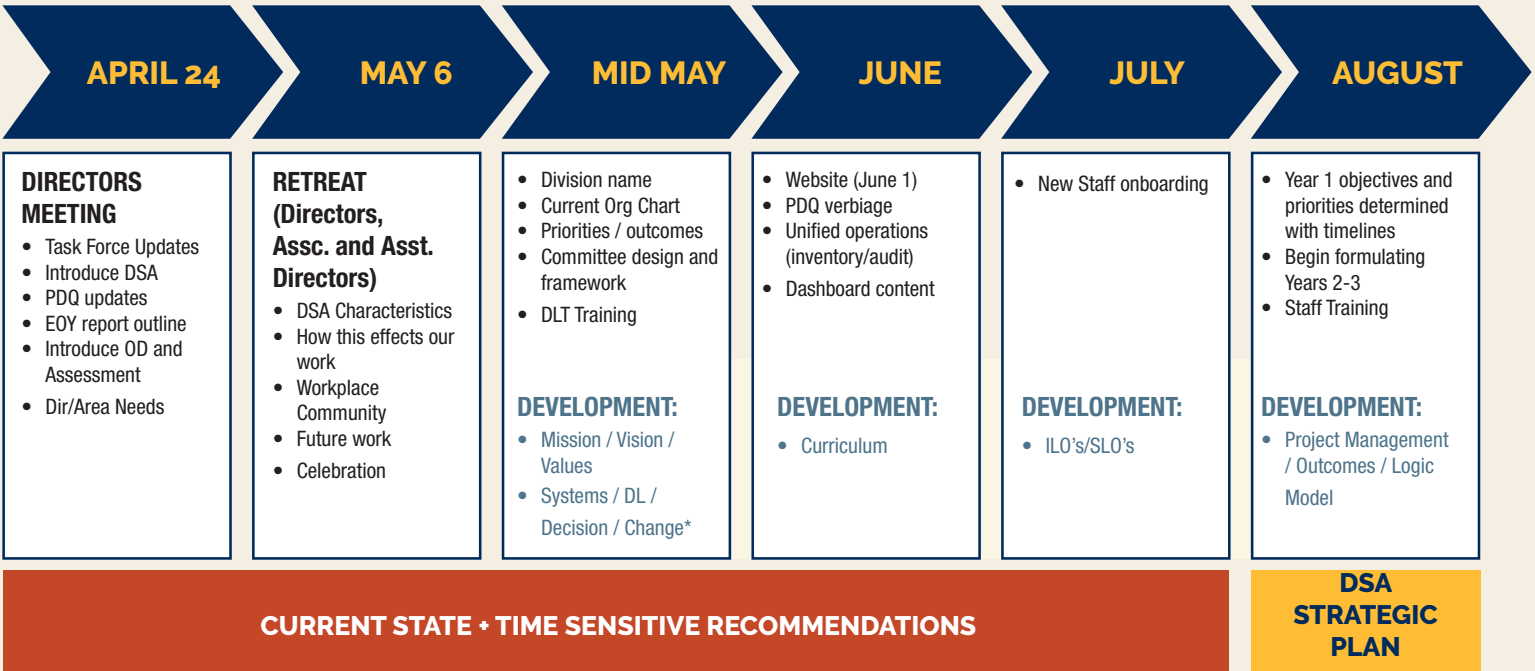 APRIL 24
MAY 6
MID MAY
JUNE
JULY
AUGUST
DIRECTORS
MEETING
• Task Force Updates
• Introduce DSA
• PDQ updates
• EOY report outline
• Introduce OD and
Assessment
• Dir/Area Needs
RETREAT
(Directors,
Assc. and Asst.
Directors)
• DSA Characteristics
• How this effects our
work
• Workplace
Community
• Future work
• Celebration
• Division name
• Current Org Chart
• Priorities / outcomes
• Committee design and
framework
• DLT Training
DEVELOPMENT:
• Mission / Vision /
Values
• Systems / DL /
Decision / Change*
• Website (June 1)
• PDQ verbiage
• Unified operations
(inventory/audit)
• Dashboard content
DEVELOPMENT:
• Curriculum
• New Staff onboarding
DEVELOPMENT:
• ILO's/SLO's
• Year 1 objectives and
priorities determined
with timelines
• Begin formulating
Years 2-3
• Staff Training
DEVELOPMENT:
• Project Management
/ Outcomes / Logic
Model
CURRENT STATE + TIME SENSITIVE RECOMMENDATIONS
DSA
STRATEGIC
PLAN